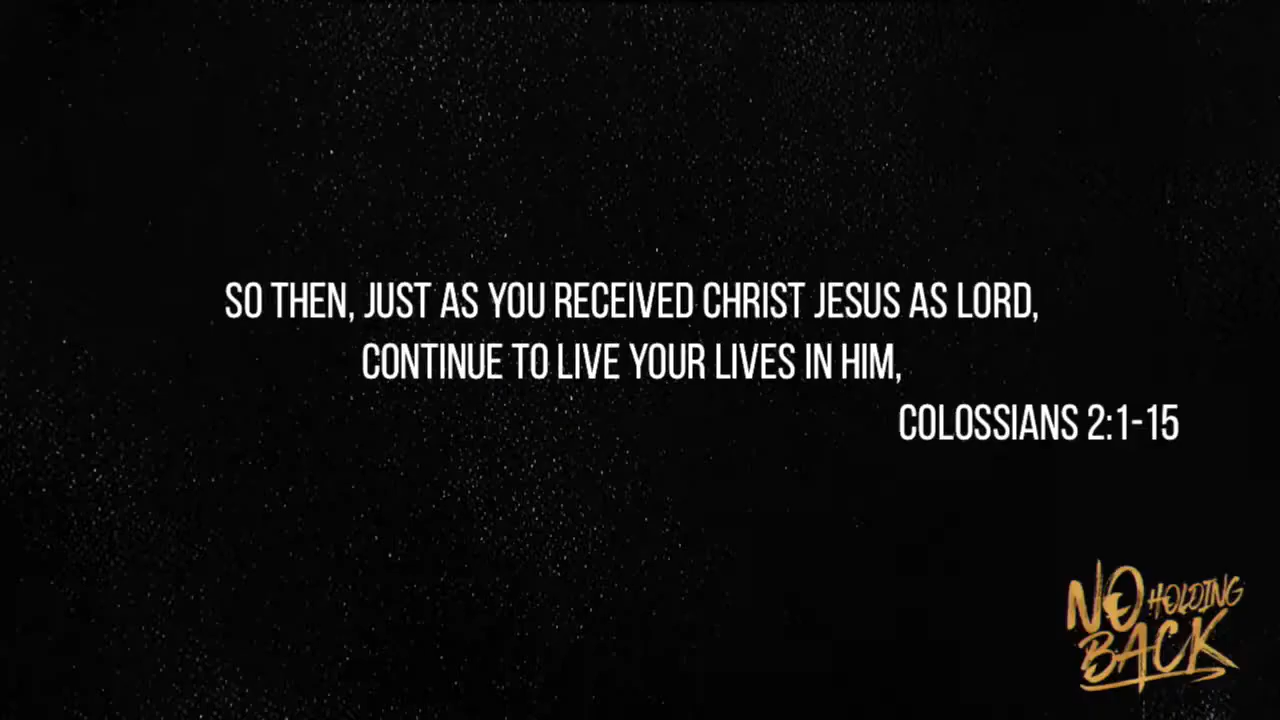 SO THEN, JUST AS YOU RECEIVED CHRIST JESUS AS LORD,
CONTINUE TO LIVE YOUR LIVES IN HIM,
COLOSSIANS 2:1-15
NO HOLDING
BACK